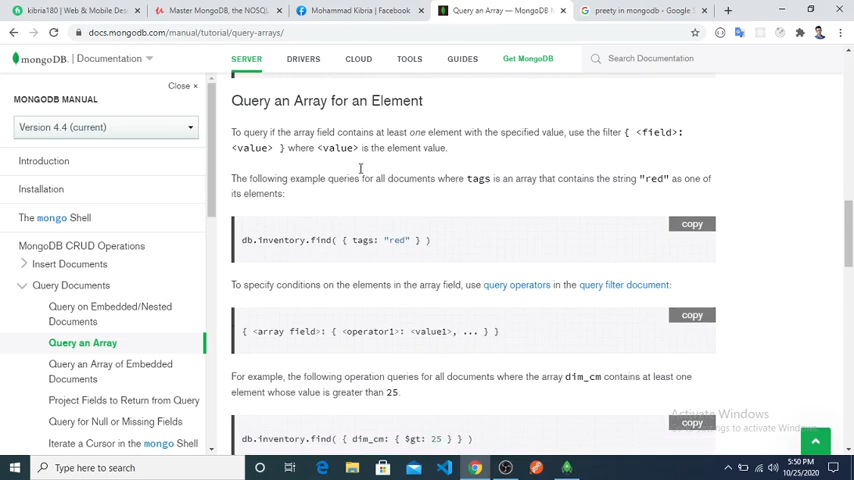 kibria180 | Web & Mobile Des
Master MongoDB, the NOSQL
Mohammad Kibria | Facebook
Query an Array — MongoDB M
preety in mongodb - Google S
docs.mongodb.com/manual/tutorial/query-arrays/
mongoDB. | Documentation
SERVER
DRIVERS
CLOUD
TOOLS
GUIDES
Get MongoDB
Search Documentation
Close ×
MONGODB MANUAL
Version 4.4 (current)
Introduction
Installation
The mongo Shell
MongoDB CRUD Operations
Insert Documents
Query Documents
Query on Embedded/Nested
Documents
Query an Array
Query an Array of Embedded
Documents
Project Fields to Return from Query
Query for Null or Missing Fields
Iterate a Cursor in the mongo Shell
Query an Array for an Element
To query if the array field contains at least one element with the specified value, use the filter { <field>:
<value> } where <value> is the element value.
The following example queries for all documents where tags is an array that contains the string "red" as one of
its elements:
copy
db.inventory.find( { tags: "red" } )
To specify conditions on the elements in the array field, use query operators in the query filter document:
copy
{ <array field>: { <operator1>: <value1>, ... } }
For example, the following operation queries for all documents where the array dim_cm contains at least one
element whose value is greater than 25.
copy
db.inventory.find( { dim_cm: { $gt: 25 } } )
Activate Windows
Go to Settings to activate Windows.
Type here to search
5:50 PM
10/25/2020